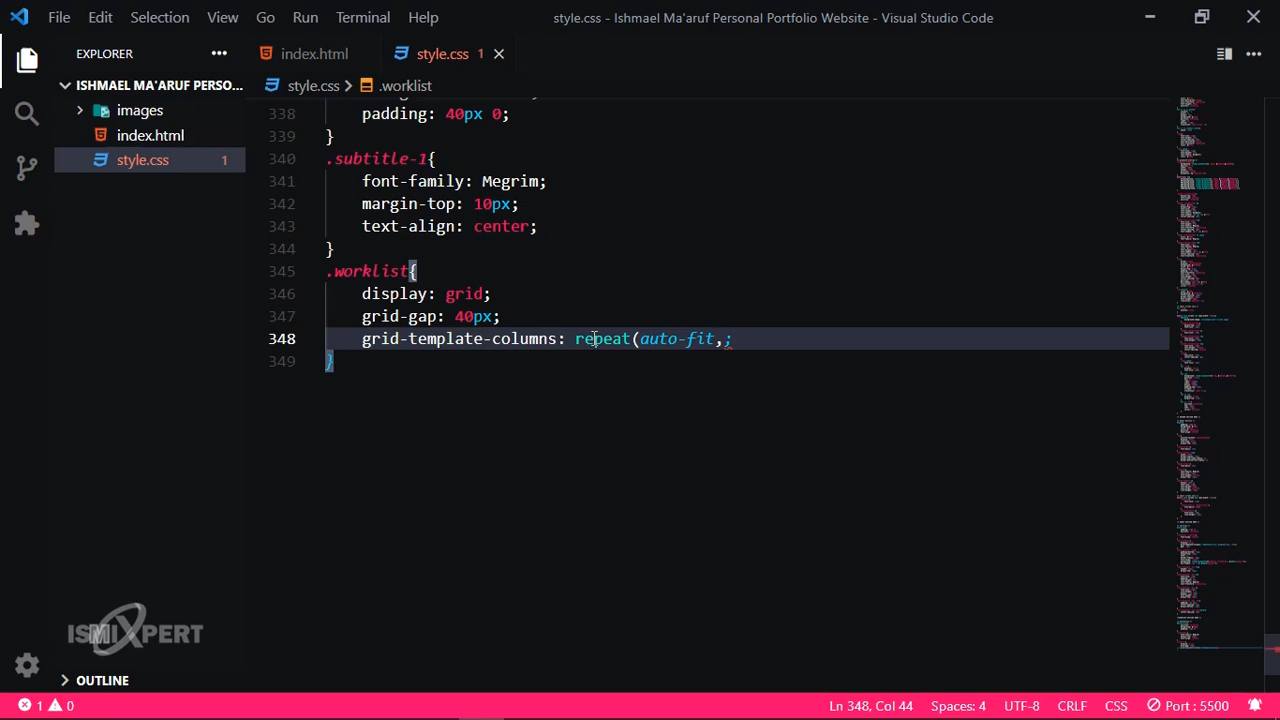 File Edit Selection View Go Run Terminal Help style.css - Ishmael Ma'aruf Personal Portfolio Website - Visual Studio Code
EXPLORER
index.html
style.css 1
ISHMAEL MA'ARUF PERSO...
style.css
.worklist
images
index.html
style.css 1
338 padding: 40px 0;
339 }
340 .subtitle-1{
341 font-family: Megrim;
342 margin-top: 10px;
343 text-align: center;
344 }
345 .worklist{
346 display: grid;
347 grid-gap: 40px;
348 grid-template-columns: repeat(auto-fit,;
349 }
ISMIXPERT
OUTLINE
1 0 Ln 348, Col 44 Spaces: 4 UTF-8 CRLF CSS Port : 5500